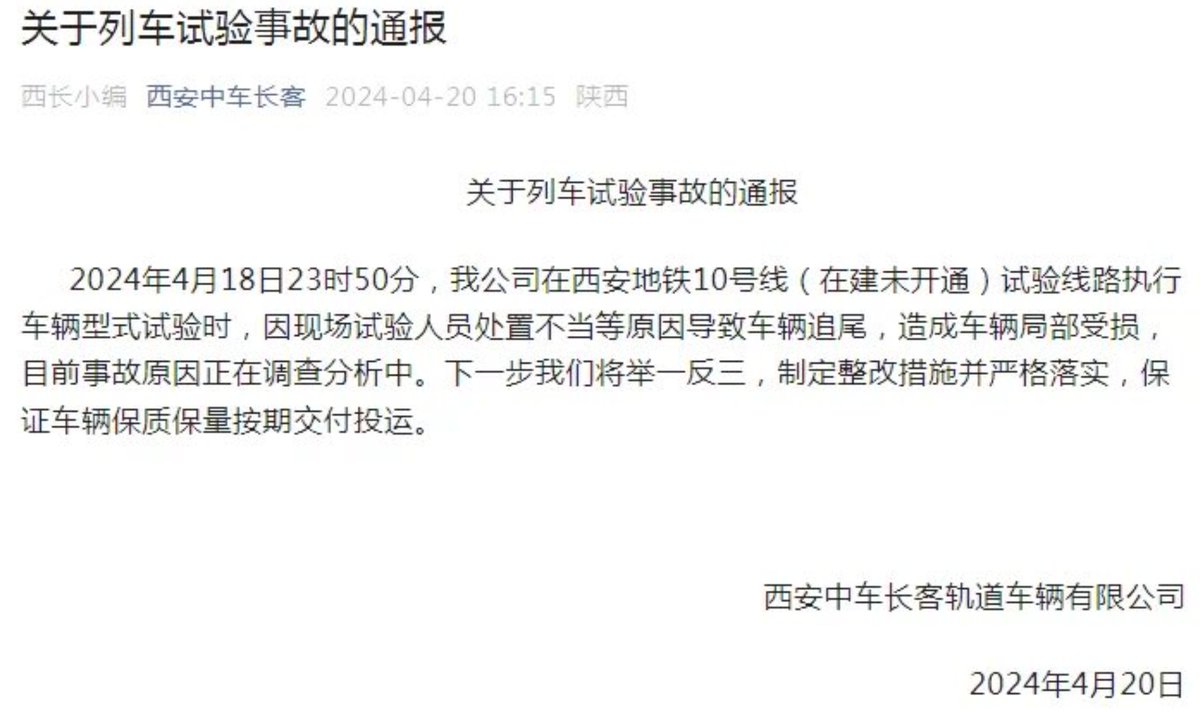 关于列车试验事故的通报
西长小编 西安中车长客 2024-04-20 16:15 陕西
关于列车试验事故的通报
2024年4月18日23时50分，我公司在西安地铁10号线（在建未开通）试验线路执行
车辆型式试验时，因现场试验人员处置不当等原因导致车辆追尾，造成车辆局部受损，
目前事故原因正在调查分析中。下一步我们将举一反三，制定整改措施并严格落实，保
证车辆保质保量按期交付投运。
西安中车长客轨道车辆有限公司
2024年4月20日